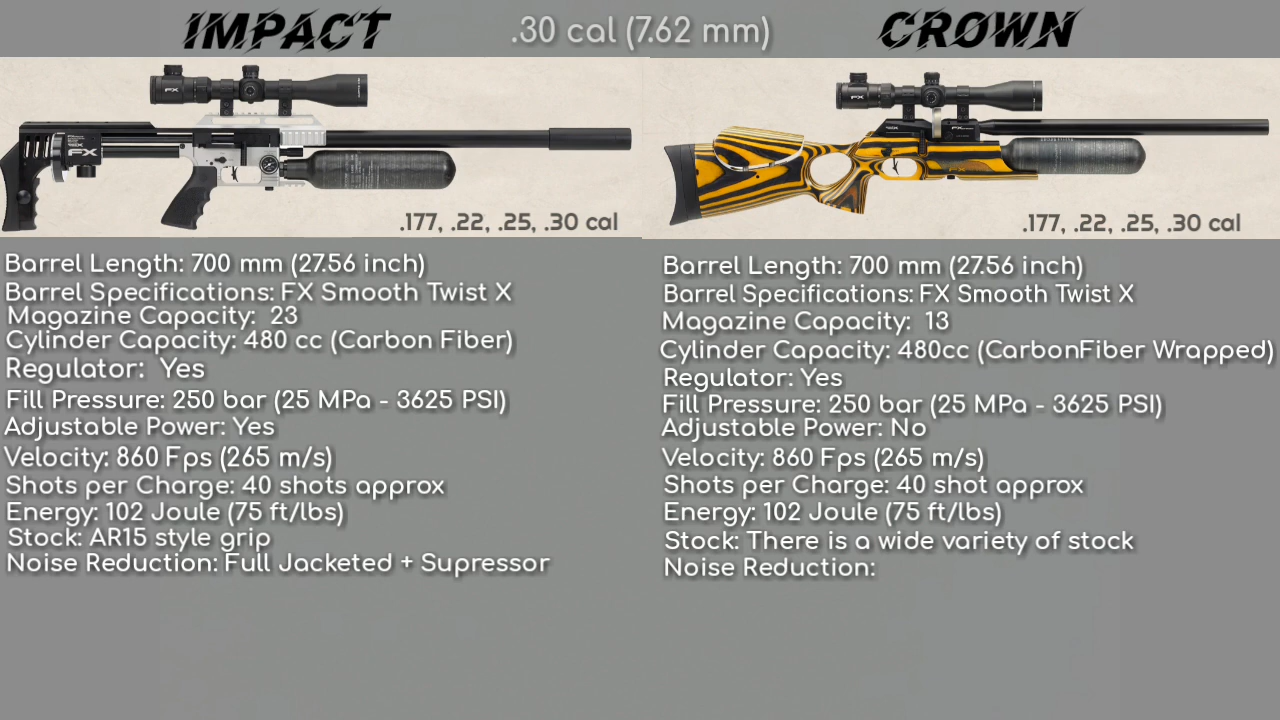 IMPACT
.30 cal (7.62 mm)
CROWN
FX
FX
.177, .22, .25, .30 cal
FX
FX
FX
.177, .22, .25, .30 cal
Barrel Length: 700 mm (27.56 inch)
Barrel Specifications: FX Smooth Twist X
Magazine Capacity:  23
Cylinder Capacity: 480 cc (Carbon Fiber)
Regulator:  Yes
Fill Pressure: 250 bar (25 MPa - 3625 PSI)
Adjustable Power: Yes
Velocity: 860 Fps (265 m/s)
Shots per Charge: 40 shots approx
Energy: 102 Joule (75 ft/lbs)
Stock: AR15 style grip
Noise Reduction: Full Jacketed + Supressor
Barrel Length: 700 mm (27.56 inch)
Barrel Specifications: FX Smooth Twist X
Magazine Capacity:  13
Cylinder Capacity: 480cc (CarbonFiber Wrapped)
Regulator: Yes
Fill Pressure: 250 bar (25 MPa - 3625 PSI)
Adjustable Power: No
Velocity: 860 Fps (265 m/s)
Shots per Charge: 40 shot approx
Energy: 102 Joule (75 ft/lbs)
Stock: There is a wide variety of stock
Noise Reduction: